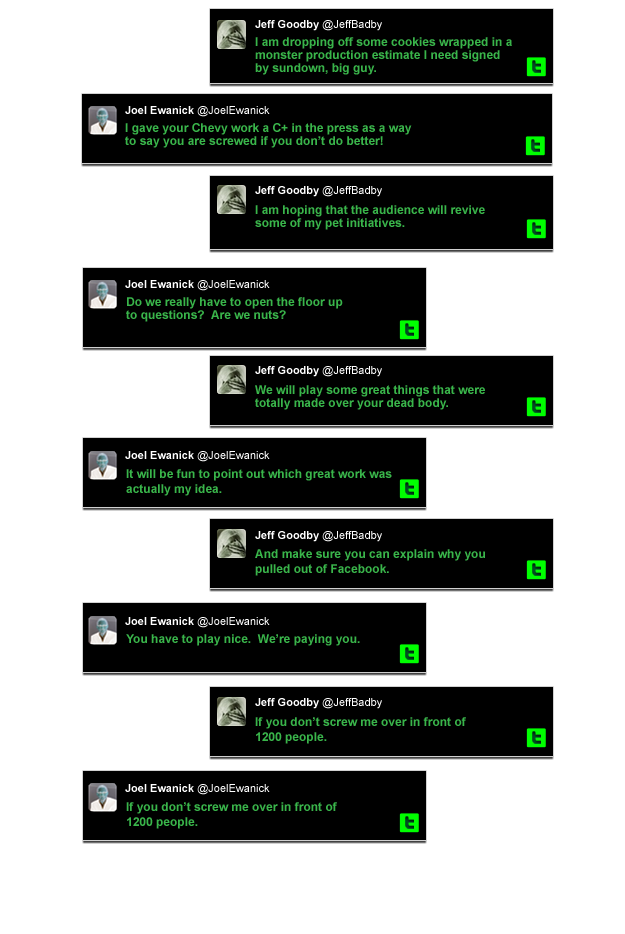 Jeff Goodby @JeffBadby
I am dropping off some cookies wrapped in a
monster production estimate I need signed
by sundown, big guy.
Joel Ewanick @JoelEwanick
I gave your Chevy work a C+ in the press as a way
to say you are screwed if you don't do better!
Jeff Goodby @JeffBadby
I am hoping that the audience will revive
some of my pet initiatives.
Joel Ewanick @JoelEwanick
Do we really have to open the floor up
to questions?  Are we nuts?
Jeff Goodby @JeffBadby
We will play some great things that were
totally made over your dead body.
Joel Ewanick @JoelEwanick
It will be fun to point out which great work was
actually my idea.
Jeff Goodby @JeffBadby
And make sure you can explain why you
pulled out of Facebook.
Joel Ewanick @JoelEwanick
You have to play nice.  We're paying you.
Jeff Goodby @JeffBadby
If you don't screw me over in front of
1200 people.
Joel Ewanick @JoelEwanick
If you don't screw me over in front of
1200 people.